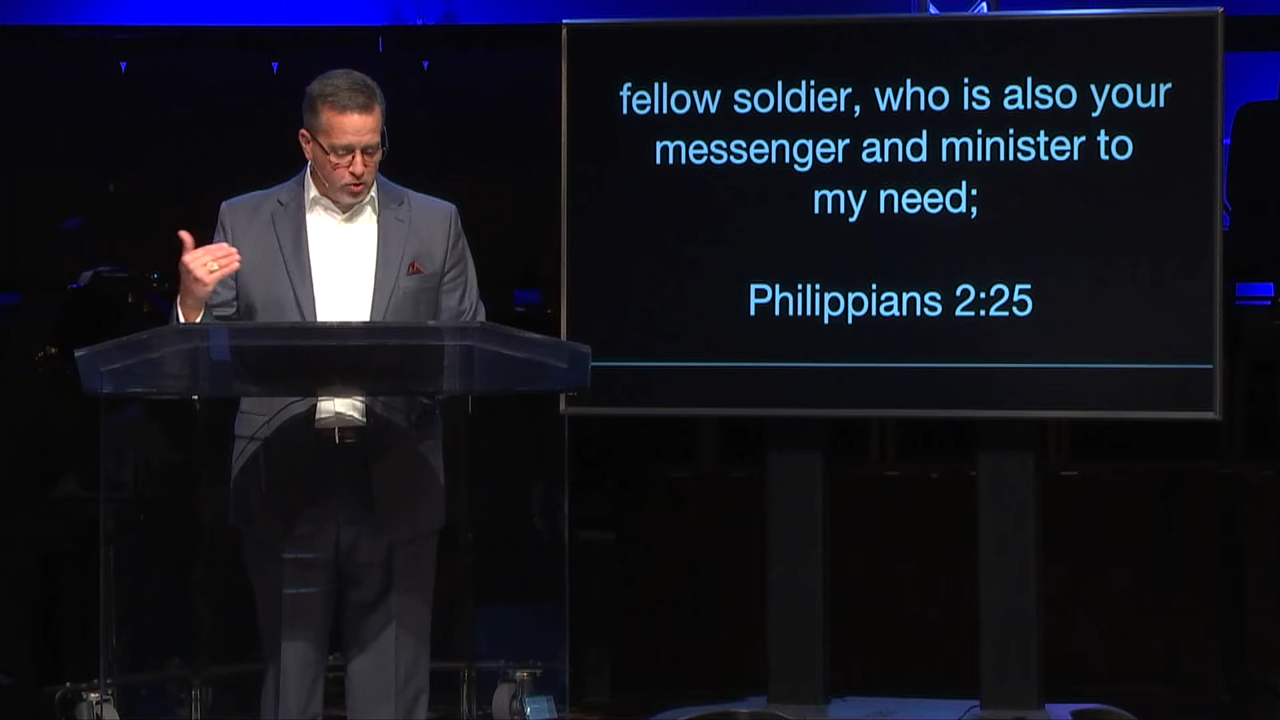 fellow soldier, who is also your
messenger and minister to
my need;
Philippians 2:25